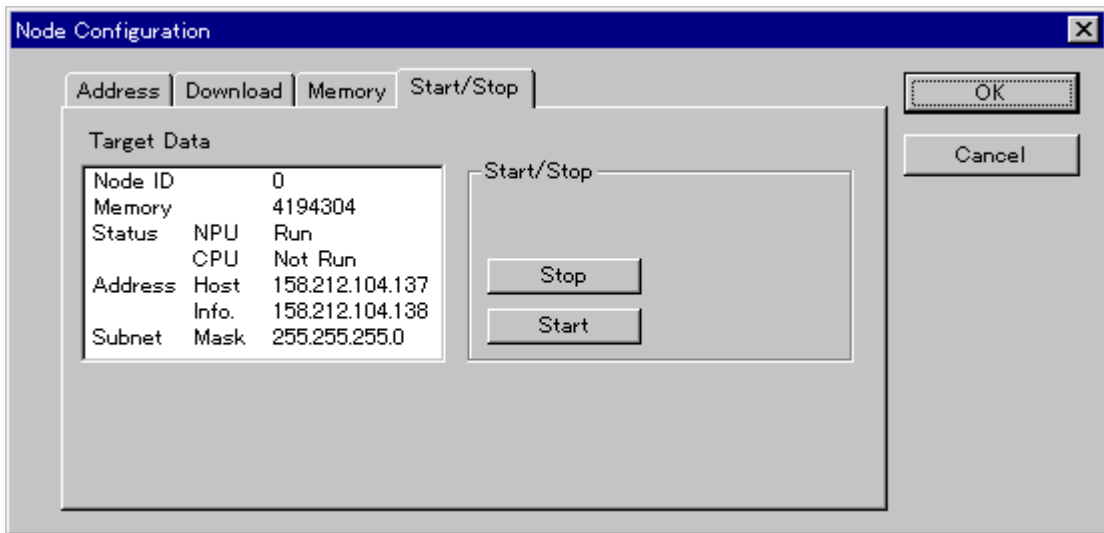 Node Configuration
Address Download Memory Start/Stop
OK
Cancel
Target Data
Node ID 0
Memory 4194304
Status NPU Run
CPU Not Run
Address Host 158.212.104.137
Info. 158.212.104.138
Subnet Mask 255.255.255.0
Start/Stop
Stop
Start